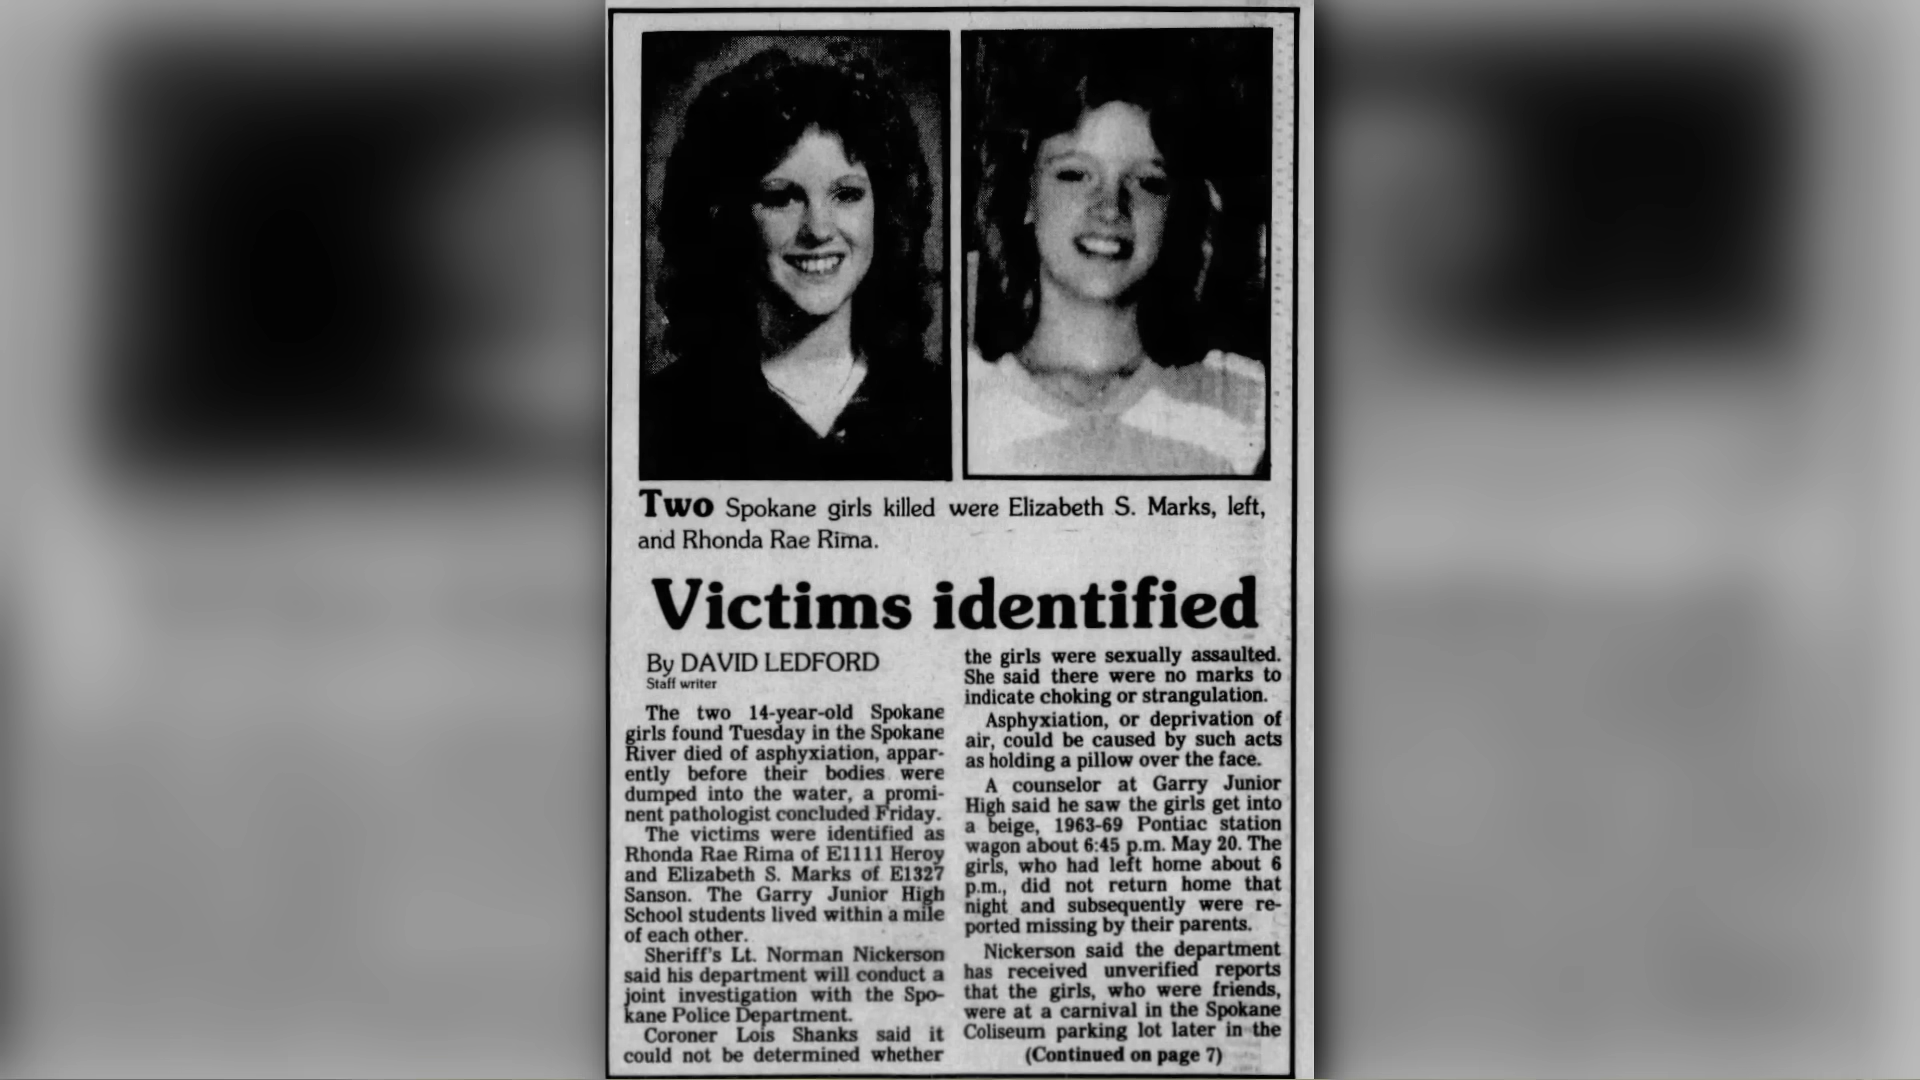 Two Spokane girls killed were Elizabeth S. Marks, left,
and Rhonda Rae Rima.
Victims identified
By DAVID LEDFORD
Staff writer
The two 14-year-old Spokane
girls found Tuesday in the Spokane
River died of asphyxiation, appar-
ently before their bodies were
dumped into the water, a promi-
nent pathologist concluded Friday.
The victims were identified as
Rhonda Rae Rima of E1111 Heroy
and Elizabeth S. Marks of E1327
Sanson. The Garry Junior High
School students lived within a mile
of each other.
Sheriff's Lt. Norman Nickerson
said his department will conduct a
joint investigation with the Spo-
kane Police Department.
Coroner Lois Shanks said it
could not be determined whether
the girls were sexually assaulted.
She said there were no marks to
indicate choking or strangulation.
Asphyxiation, or deprivation of
air, could be caused by such acts
as holding a pillow over the face.
A counselor at Garry Junior
High said he saw the girls get into
a beige, 1963-69 Pontiac station
wagon about 6:45 p.m. May 20. The
girls, who had left home about 6
p.m., did not return home that
night and subsequently were re-
ported missing by their parents.
Nickerson said the department
has received unverified reports
that the girls, who were friends,
were at a carnival in the Spokane
Coliseum parking lot later in the
(Continued on page 7)